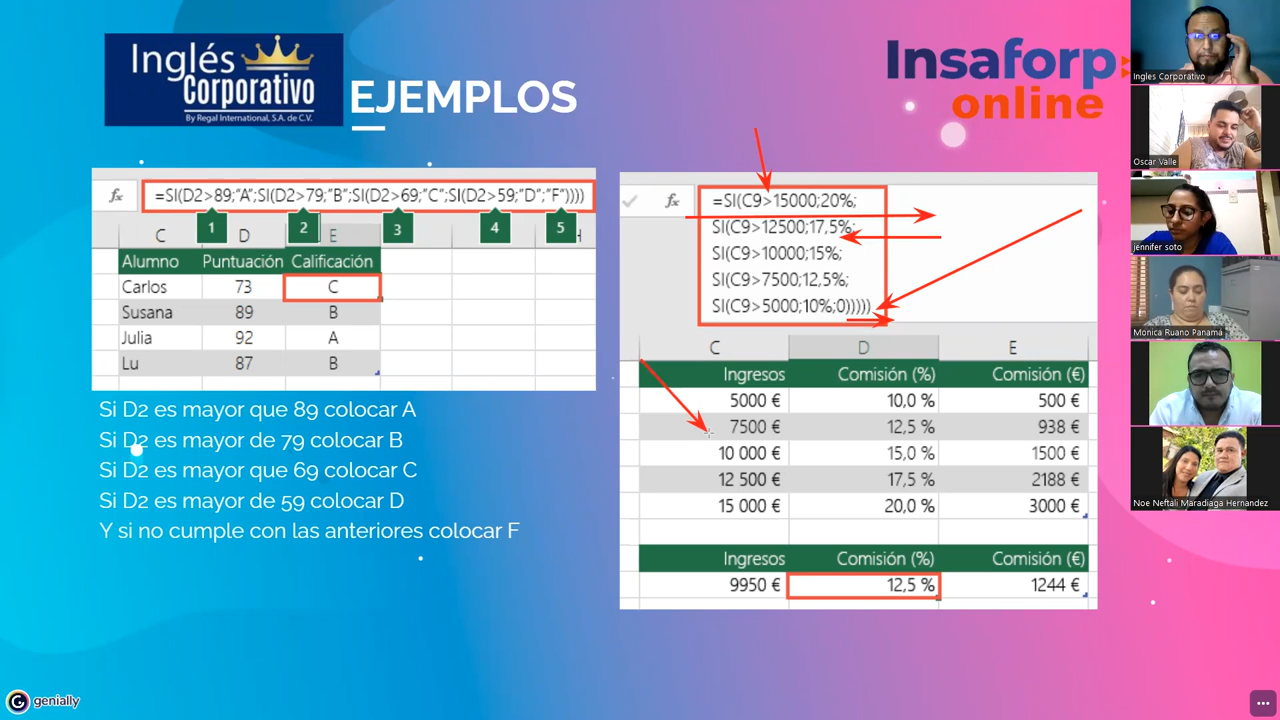 Inglés
Corporativo
By Regal International, S.A. de C.V.
EJEMPLOS
Insaforp
online
fx =SI(D2>89;"A";SI(D2>79;"B";SI(D2>69;"C";SI(D2>59;"D";"F"))))
1 2 3 4 5
C D E H
Alumno Puntuación Calificación
Carlos 73 C
Susana 89 B
Julia 92 A
Lu 87 B
Si D2 es mayor que 89 colocar A
Si D2 es mayor de 79 colocar B
Si D2 es mayor que 69 colocar C
Si D2 es mayor de 59 colocar D
Y si no cumple con las anteriores colocar F
fx =SI(C9>15000;20%;
SI(C9>12500;17,5%;
SI(C9>10000;15%;
SI(C9>7500;12,5%;
SI(C9>5000;10%;0)))))
C D E
Ingresos Comisión (%) Comisión (€)
5000 € 10,0 % 500 €
7500 € 12,5 % 938 €
10 000 € 15,0 % 1500 €
12 500 € 17,5 % 2188 €
15 000 € 20,0 % 3000 €
Ingresos Comisión (%) Comisión (€)
9950 € 12,5 % 1244 €
Ingles Corporativo
Oscar Valle
jennifer soto
Monica Ruano Panamá
Noe Neftali Maradiaga Hernandez
genially